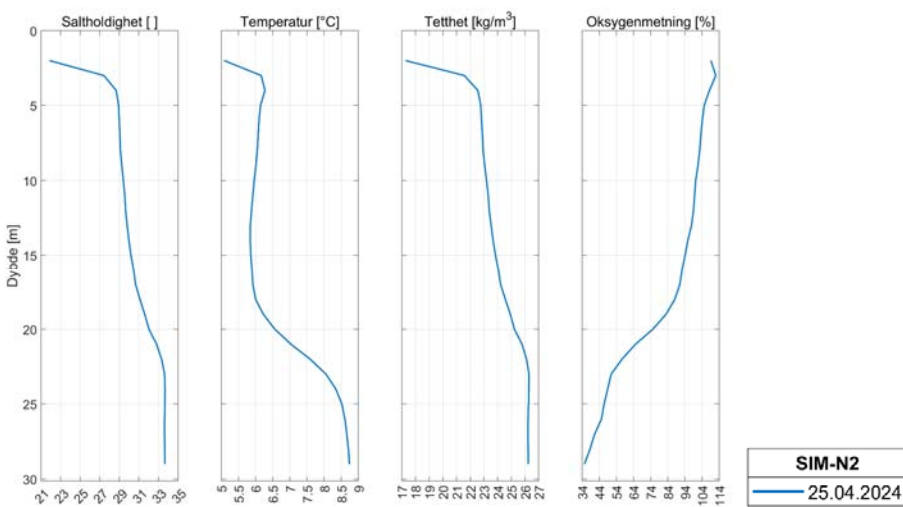 Saltholdighet [ ]
Temperatur [°C]
Tetthet [kg/m³]
Oksygenmetning [%]
Dybde [m]
0
5
10
15
20
25
30
21 23 25 27 29 31 33 35
5 5.5 6 6.5 7 7.5 8 8.5 9
17 18 19 20 21 22 23 24 25 26 27
34 44 54 64 74 84 94 104 114
SIM-N2
25.04.2024